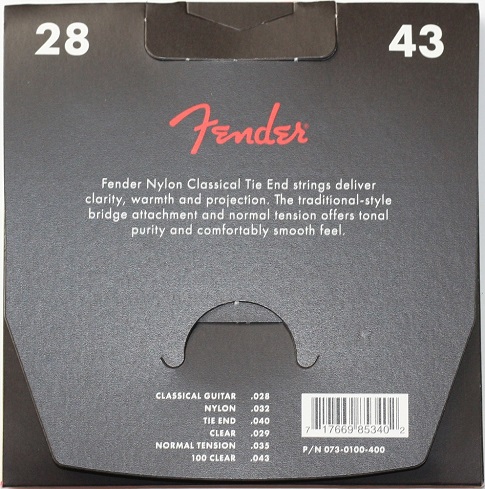 28 43
Fender
Fender Nylon Classical Tie End strings deliver
clarity, warmth and projection. The traditional-style
bridge attachment and normal tension offers tonal
purity and comfortably smooth feel.
CLASSICAL GUITAR .028
NYLON .032
TIE END .040
CLEAR .029
NORMAL TENSION .035
100 CLEAR .043
7 17669 85340 2
P/N 073-0100-400